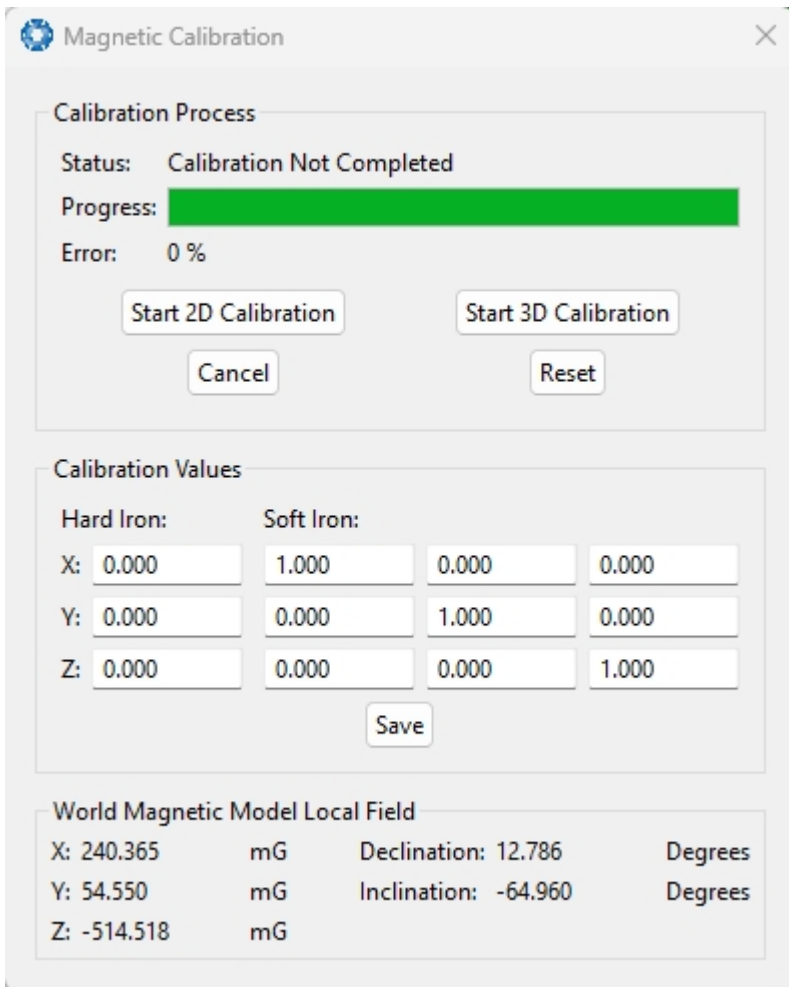 Magnetic Calibration
Calibration Process
Status: Calibration Not Completed
Progress:
Error: 0 %
Start 2D Calibration Start 3D Calibration
Cancel Reset
Calibration Values
Hard Iron: Soft Iron:
X: 0.000 1.000 0.000 0.000
Y: 0.000 0.000 1.000 0.000
Z: 0.000 0.000 0.000 1.000
Save
World Magnetic Model Local Field
X: 240.365 mG Declination: 12.786 Degrees
Y: 54.550 mG Inclination: -64.960 Degrees
Z: -514.518 mG